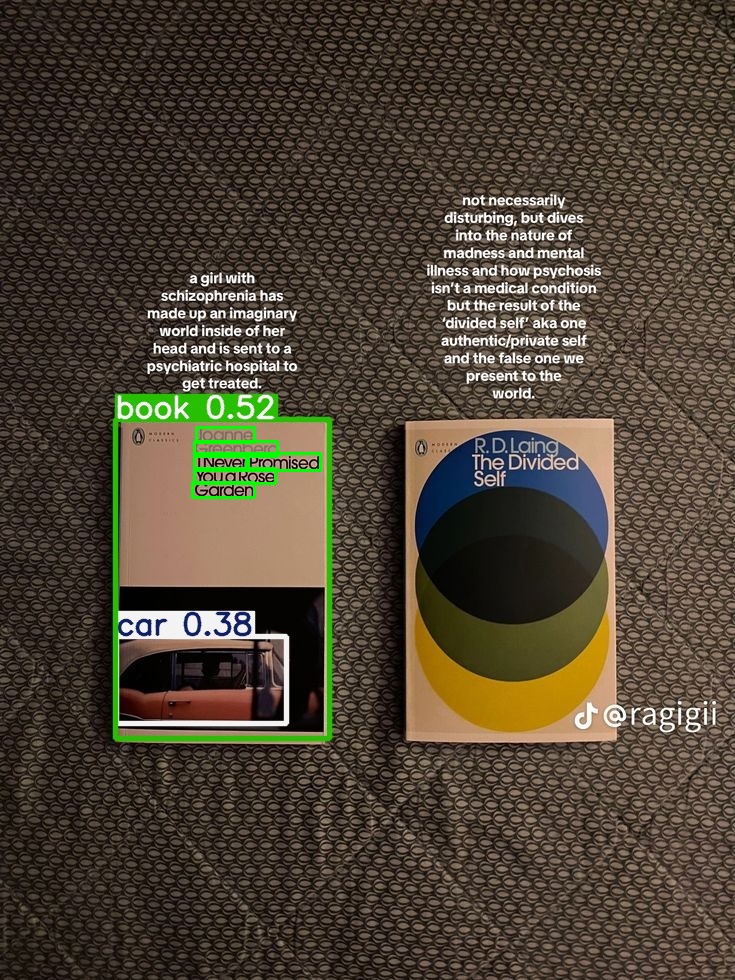 not necessarily
disturbing, but dives
into the nature of
madness and mental
illness and how psychosis
isn't a medical condition
but the result of the
'divided self' aka one
authentic/private self
and the false one we
present to the
world.
a girl with
schizophrenia has
made up an imaginary
world inside of her
head and is sent to a
psychiatric hospital to
get treated.
book 0.52
MODERN
CLASSICS
Joanne
Greenberg
I Never Promised
You a Rose
Garden
car 0.38
MODERN
CLASSICS
R.D. Laing
The Divided
Self
@ragigii